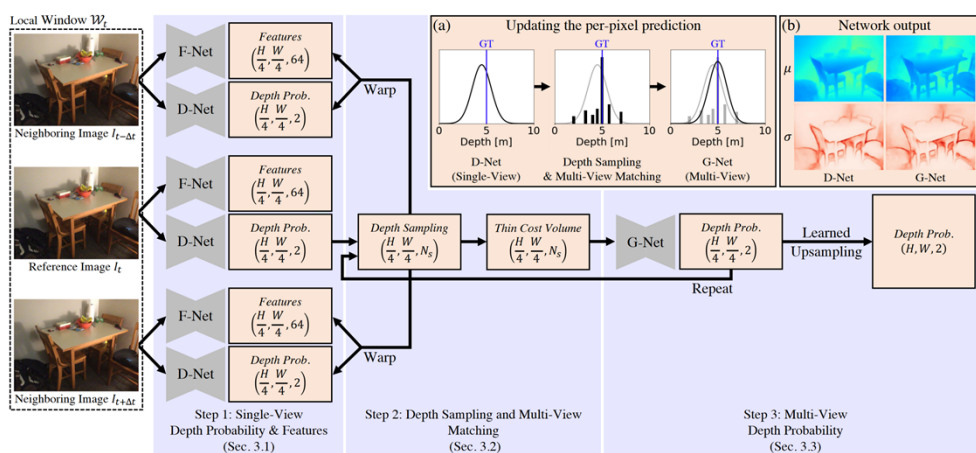 Local Window 𝒲ₜ
Neighboring Image I_{t−Δt}
Reference Image I_t
Neighboring Image I_{t+Δt}
F-Net
Features
(H/4, W/4, 64)
D-Net
Depth Prob.
(H/4, W/4, 2)
Warp
F-Net
Features
(H/4, W/4, 64)
D-Net
Depth Prob.
(H/4, W/4, 2)
F-Net
Features
(H/4, W/4, 64)
D-Net
Depth Prob.
(H/4, W/4, 2)
Warp
Depth Sampling
(H/4, W/4, N_s)
Thin Cost Volume
(H/4, W/4, N_s)
G-Net
Depth Prob.
(H/4, W/4, 2)
Repeat
Learned
Upsampling
Depth Prob.
(H, W, 2)
(a) Updating the per-pixel prediction
GT
0 5 10
Depth [m]
D-Net
(Single-View)
GT
0 5 10
Depth [m]
Depth Sampling
& Multi-View Matching
GT
0 5 10
Depth [m]
G-Net
(Multi-View)
(b) Network output
μ
σ
D-Net G-Net
Step 1: Single-View
Depth Probability & Features
(Sec. 3.1)
Step 2: Depth Sampling and Multi-View
Matching
(Sec. 3.2)
Step 3: Multi-View
Depth Probability
(Sec. 3.3)